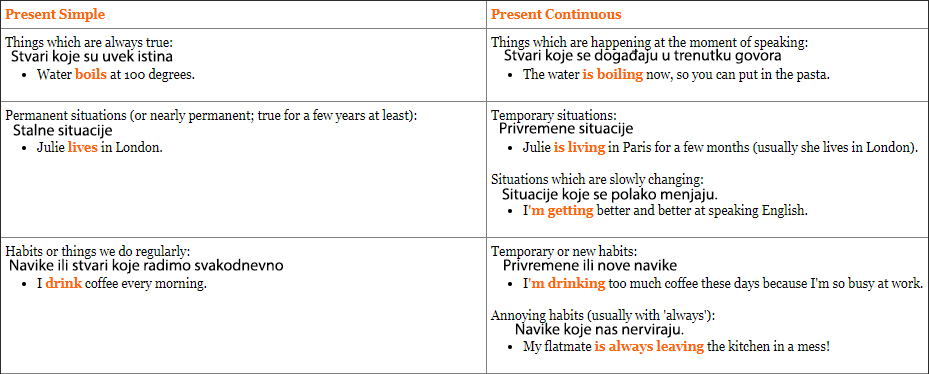 Present Simple
Present Continuous
Things which are always true:
Stvari koje su uvek istina
• Water boils at 100 degrees.
Things which are happening at the moment of speaking:
Stvari koje se događaju u trenutku govora
• The water is boiling now, so you can put in the pasta.
Permanent situations (or nearly permanent; true for a few years at least):
Stalne situacije
• Julie lives in London.
Temporary situations:
Privremene situacije
• Julie is living in Paris for a few months (usually she lives in London).
Situations which are slowly changing:
Situacije koje se polako menjaju.
• I'm getting better and better at speaking English.
Habits or things we do regularly:
Navike ili stvari koje radimo svakodnevno
• I drink coffee every morning.
Temporary or new habits:
Privremene ili nove navike
• I'm drinking too much coffee these days because I'm so busy at work.
Annoying habits (usually with 'always'):
Navike koje nas nerviraju.
• My flatmate is always leaving the kitchen in a mess!